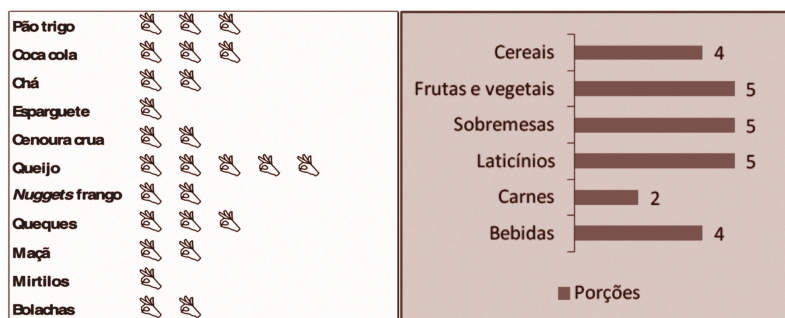 Pão trigo
Coca cola
Chá
Esparguete
Cenoura crua
Queijo
Nuggets frango
Queques
Maçã
Mirtilos
Bolachas
Cereais 4
Frutas e vegetais 5
Sobremesas 5
Laticínios 5
Carnes 2
Bebidas 4
Porções